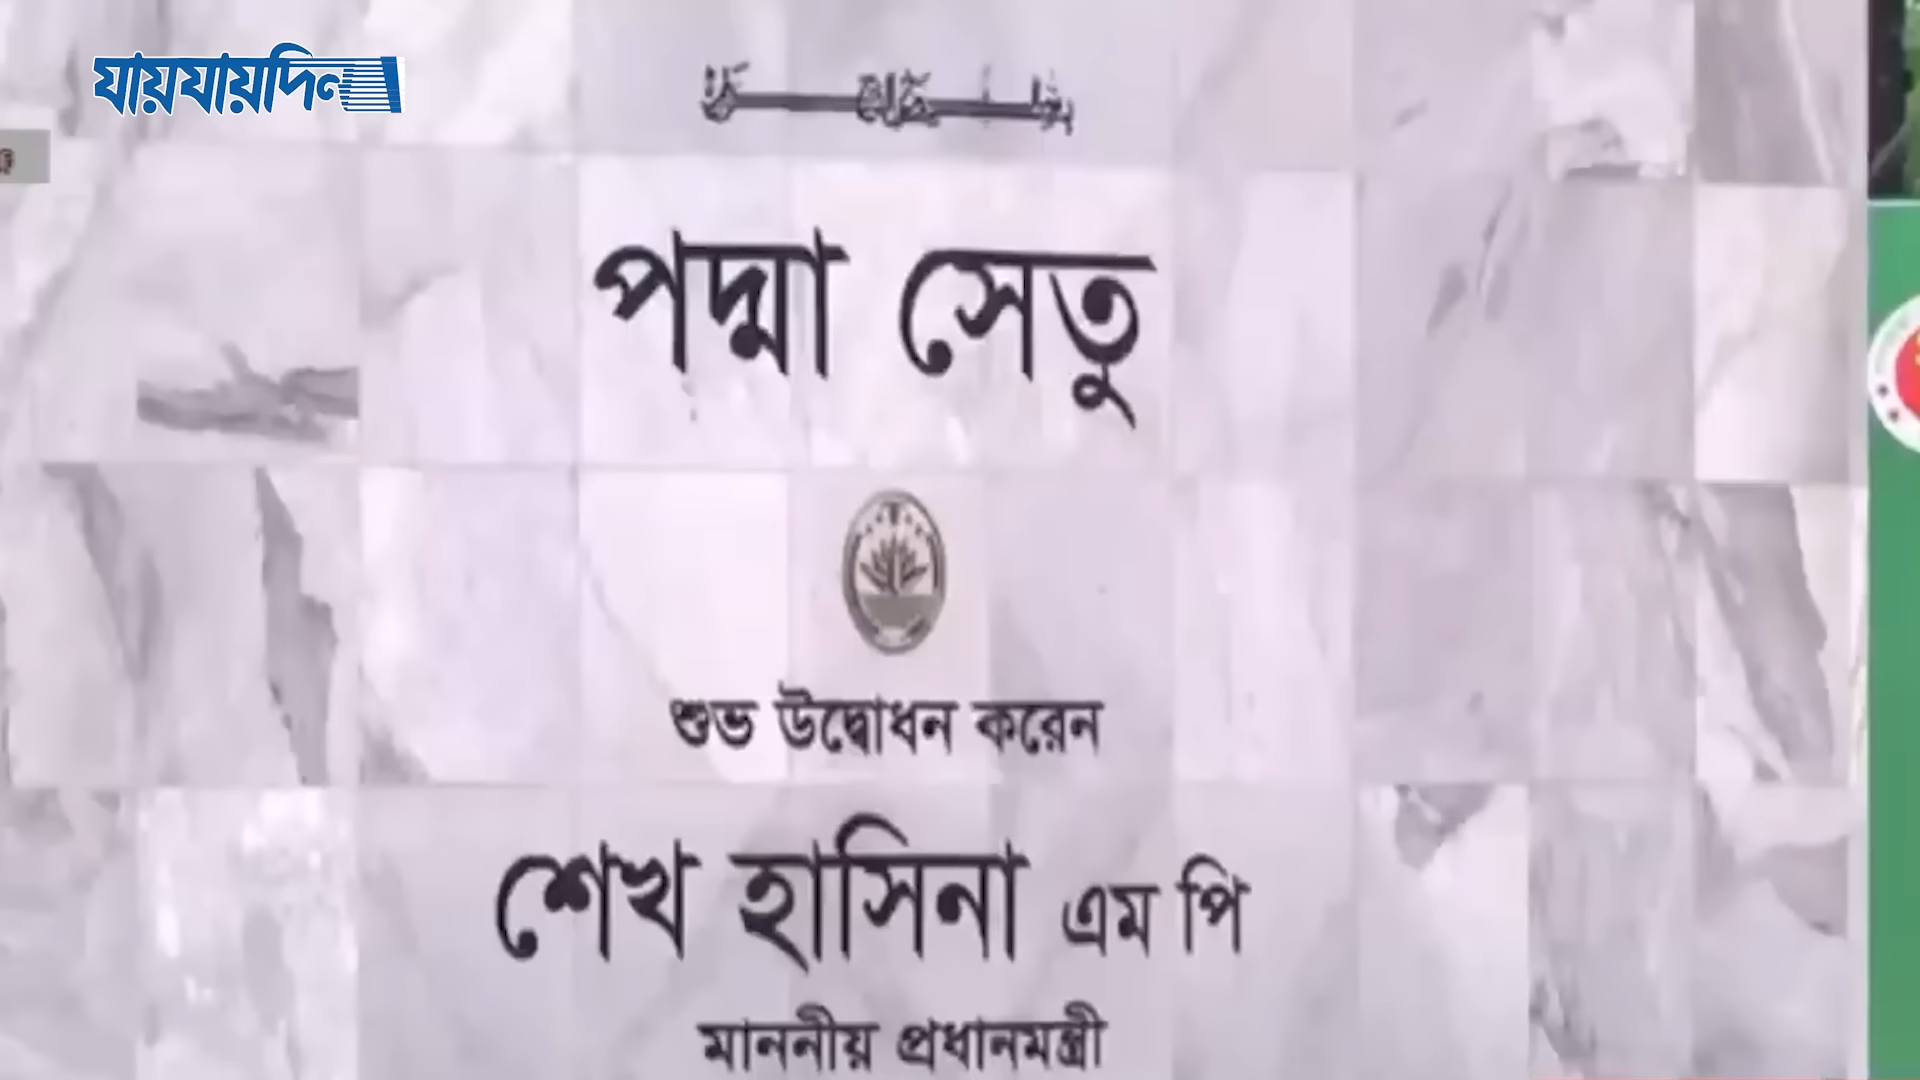 যায়যায়দিন
পদ্মা সেতু
শুভ উদ্বোধন করেন
শেখ হাসিনা এম পি
মাননীয় প্রধানমন্ত্রী